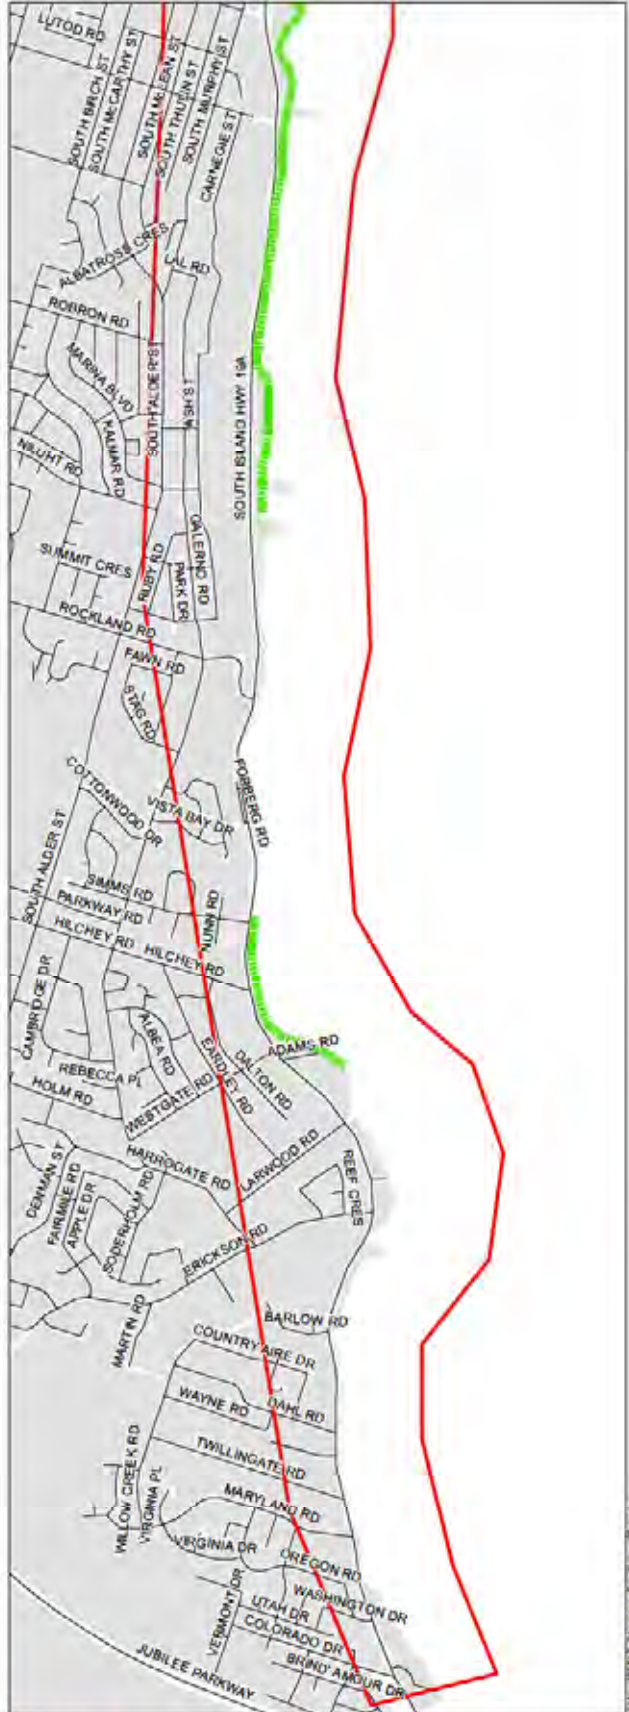 LUTOD RD
SOUTH BIRCH ST
SOUTH McCARTHY ST
SOUTH McLEAN ST
SOUTH THULIN ST
SOUTH MURPHY ST
CARNEGIE ST
ALBATROSS CRES
LAL RD
ROBRON RD
MARINA BLVD
SOUTH ALDER ST
ASH ST
SOUTH ISLAND HWY 19A
KALMAR RD
NILUHT RD
GALERNO RD
SUMMIT CRES
RUBY RD
PARK DR
ROCKLAND RD
FAWN RD
STAG RD
FORBERG RD
COTTONWOOD DR
VISTA BAY DR
SOUTH ALDER ST
SIMMS RD
PARKWAY RD
NUNN RD
HILCHEY RD
HILCHEY RD
CAMBRIDGE DR
ALBEA RD
ADAMS RD
REBECCA PL
EARDLEY RD
DALTON RD
HOLM RD
WESTGATE RD
HARROGATE RD
LARWOOD RD
REEF CRES
DENMAN ST
FAIRMILE RD
APPLE DR
SODERHOLM RD
ERICKSON RD
MARTIN RD
BARLOW RD
COUNTRY AIRE DR
WAYNE RD
DAHL RD
TWILLINGATE RD
WILLOW CREEK RD
VIRGINIA PL
MARYLAND RD
VIRGINIA DR
OREGON RD
VERMONT DR
WASHINGTON DR
UTAH DR
COLORADO DR
BRIND' AMOUR DR
JUBILEE PARKWAY